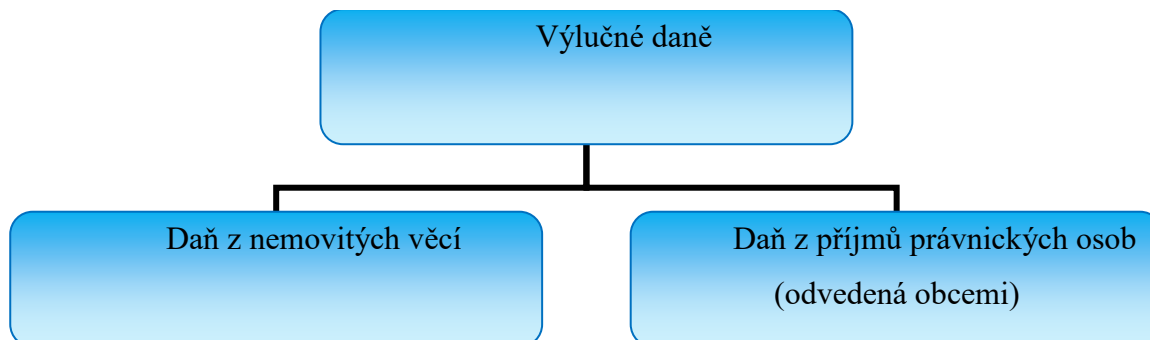 Výlučné daně
Daň z nemovitých věcí
Daň z příjmů právnických osob
(odvedená obcemi)